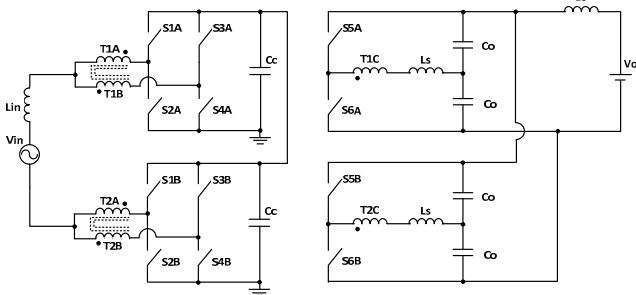 S1A S3A S5A
T1A Cc Co Vo
T1C Ls
T1B
Lin S2A S4A S6A Co
Vin
S1B S3B S5B
T2A Cc Co
T2C Ls
T2B
S2B S4B S6B Co